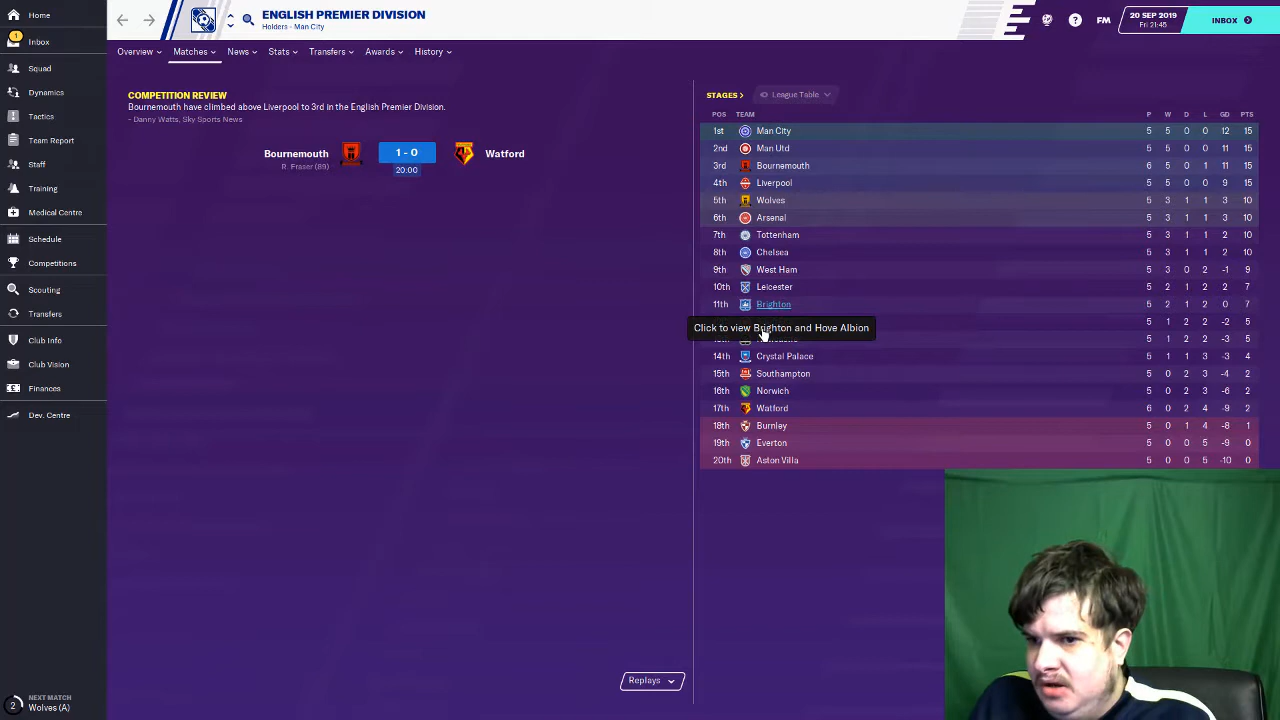 Home
ENGLISH PREMIER DIVISION
Holders - Man City
FM
20 SEP 2019
Fri 21:45
INBOX
1
Inbox
Squad
Dynamics
Tactics
Team Report
Staff
Training
Medical Centre
Schedule
Competitions
Scouting
Transfers
Club Info
Club Vision
Finances
Dev. Centre
2
NEXT MATCH
Wolves (A)
Overview
Matches
News
Stats
Transfers
Awards
History
COMPETITION REVIEW
Bournemouth have climbed above Liverpool to 3rd in the English Premier Division.
- Danny Watts, Sky Sports News
Bournemouth 1 - 0 Watford
R. Fraser (89)
20:00
Replays
STAGES > League Table
POS TEAM P W D L GD PTS
1st Man City 5 5 0 0 12 15
2nd Man Utd 5 5 0 0 11 15
3rd Bournemouth 6 5 0 1 11 15
4th Liverpool 5 5 0 0 9 15
5th Wolves 5 3 1 1 3 10
6th Arsenal 5 3 1 1 3 10
7th Tottenham 5 3 1 1 2 10
8th Chelsea 5 3 1 1 2 10
9th West Ham 5 3 0 2 -1 9
10th Leicester 5 2 1 2 2 7
11th Brighton 5 2 1 2 0 7
Click to view Brighton and Hove Albion
5 1 2 2 -2 5
5 1 2 2 -3 5
14th Crystal Palace 5 1 1 3 -3 4
15th Southampton 5 0 2 3 -4 2
16th Norwich 5 0 2 3 -6 2
17th Watford 6 0 2 4 -9 2
18th Burnley 5 0 1 4 -8 1
19th Everton 5 0 0 5 -9 0
20th Aston Villa 5 0 0 5 -10 0